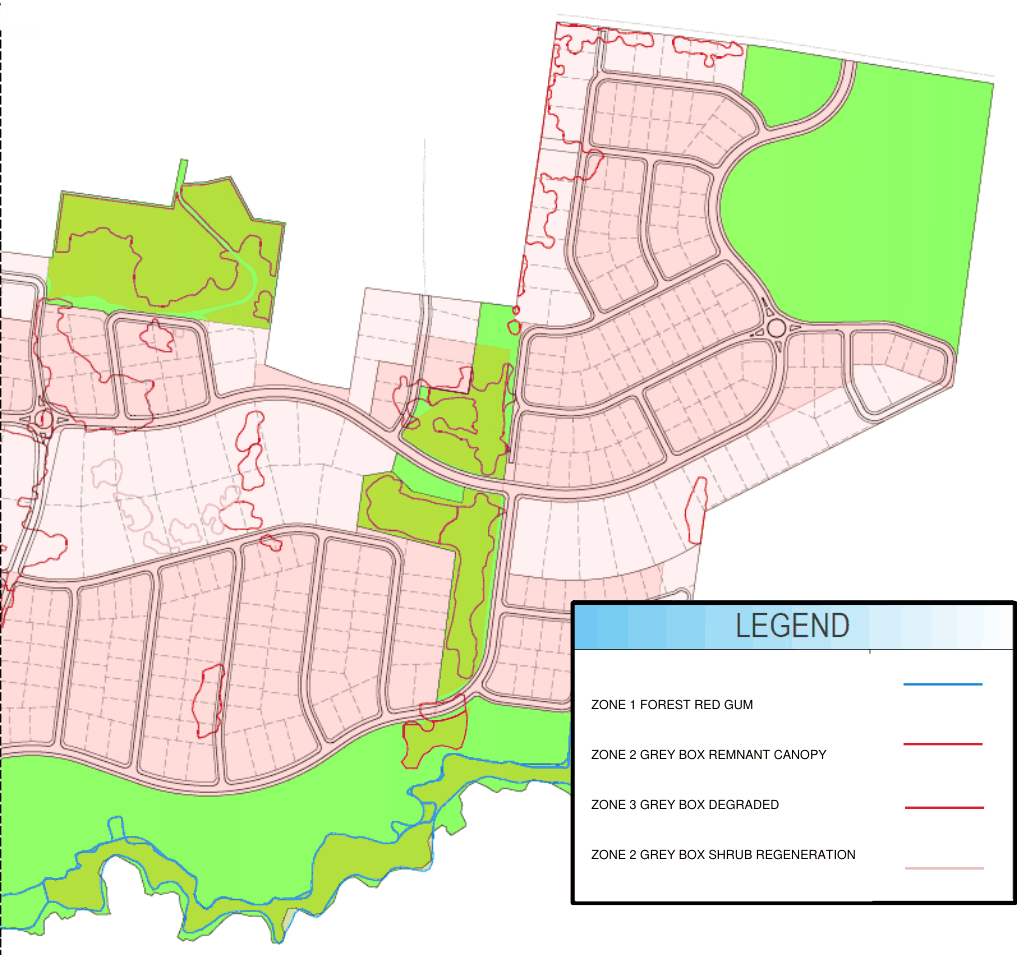 LEGEND
ZONE 1 FOREST RED GUM
ZONE 2 GREY BOX REMNANT CANOPY
ZONE 3 GREY BOX DEGRADED
ZONE 2 GREY BOX SHRUB REGENERATION